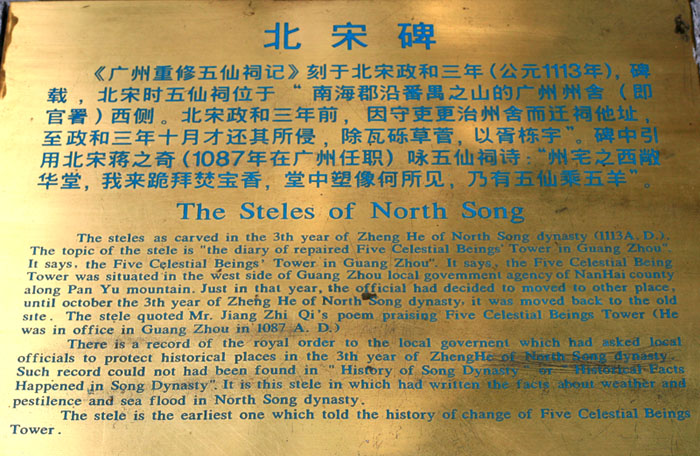 北宋碑
《广州重修五仙祠记》刻于北宋政和三年(公元1113年),碑
载,北宋时五仙祠位于“南海郡沿番禺之山的广州州舍(即
官署)西侧。北宋政和三年前,因守吏更治州舍而迁祠他址,
至政和三年十月才还其所侵,除瓦砾草菅,以胥栋宇”。碑中引
用北宋蒋之奇(1087年在广州任职)咏五仙祠诗:“州宅之西敞
华堂,我来跪拜焚宝香,堂中塑像何所见,乃有五仙乘五羊”。
The Steles of North Song
The steles as carved in the 3th year of Zheng He of North Song dynasty (1113A.D.).
The topic of the stele is "the diary of repaired Five Celestial Beings' Tower in Guang Zhou".
It says, the Five Celestial Beings' Tower in Guang Zhou". It says, the Five Celestial Being
Tower was situated in the west side of Guang Zhou local government agency of NanHai county
along Pan Yu mountain. Just in that year, the official had decided to moved to other place,
until october the 3th year of Zheng He of North Song dynasty, it was moved back to the old
site. The stele quoted Mr. Jiang Zhi Qi's poem praising Five Celestial Beings Tower (He
was in office in Guang Zhou in 1087 A. D.)
There is a record of the royal order to the local governent which had asked local
officials to protect historical places in the 3th year of ZhengHe of North Song dynasty.
Such record could not had been found in "History of Song Dynasty" or "Historical Facts
Happened in Song Dynasty". It is this stele in which had written the facts about weather and
pestilence and sea flood in North Song dynasty.
The stele is the earliest one which told the history of change of Five Celestial Beings
Tower.